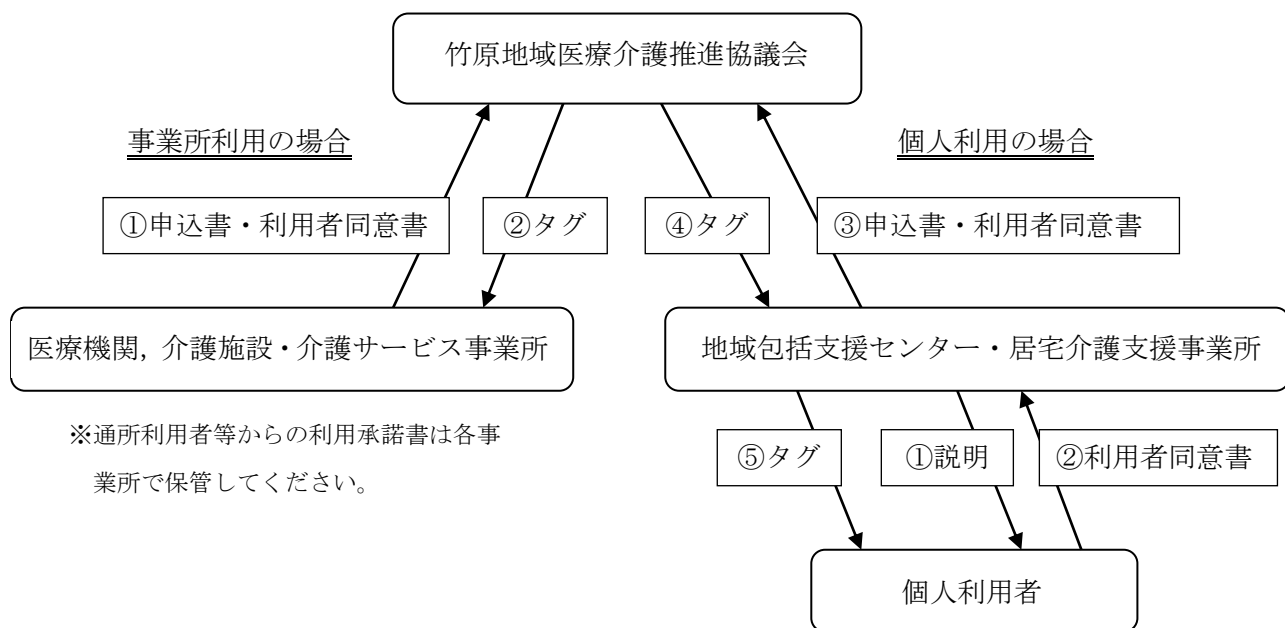 竹原地域医療介護推進協議会
事業所利用の場合
個人利用の場合
①申込書・利用者同意書
②タグ
④タグ
③申込書・利用者同意書
医療機関，介護施設・介護サービス事業所
地域包括支援センター・居宅介護支援事業所
※通所利用者等からの利用承諾書は各事
業所で保管してください。
⑤タグ
①説明
②利用者同意書
個人利用者